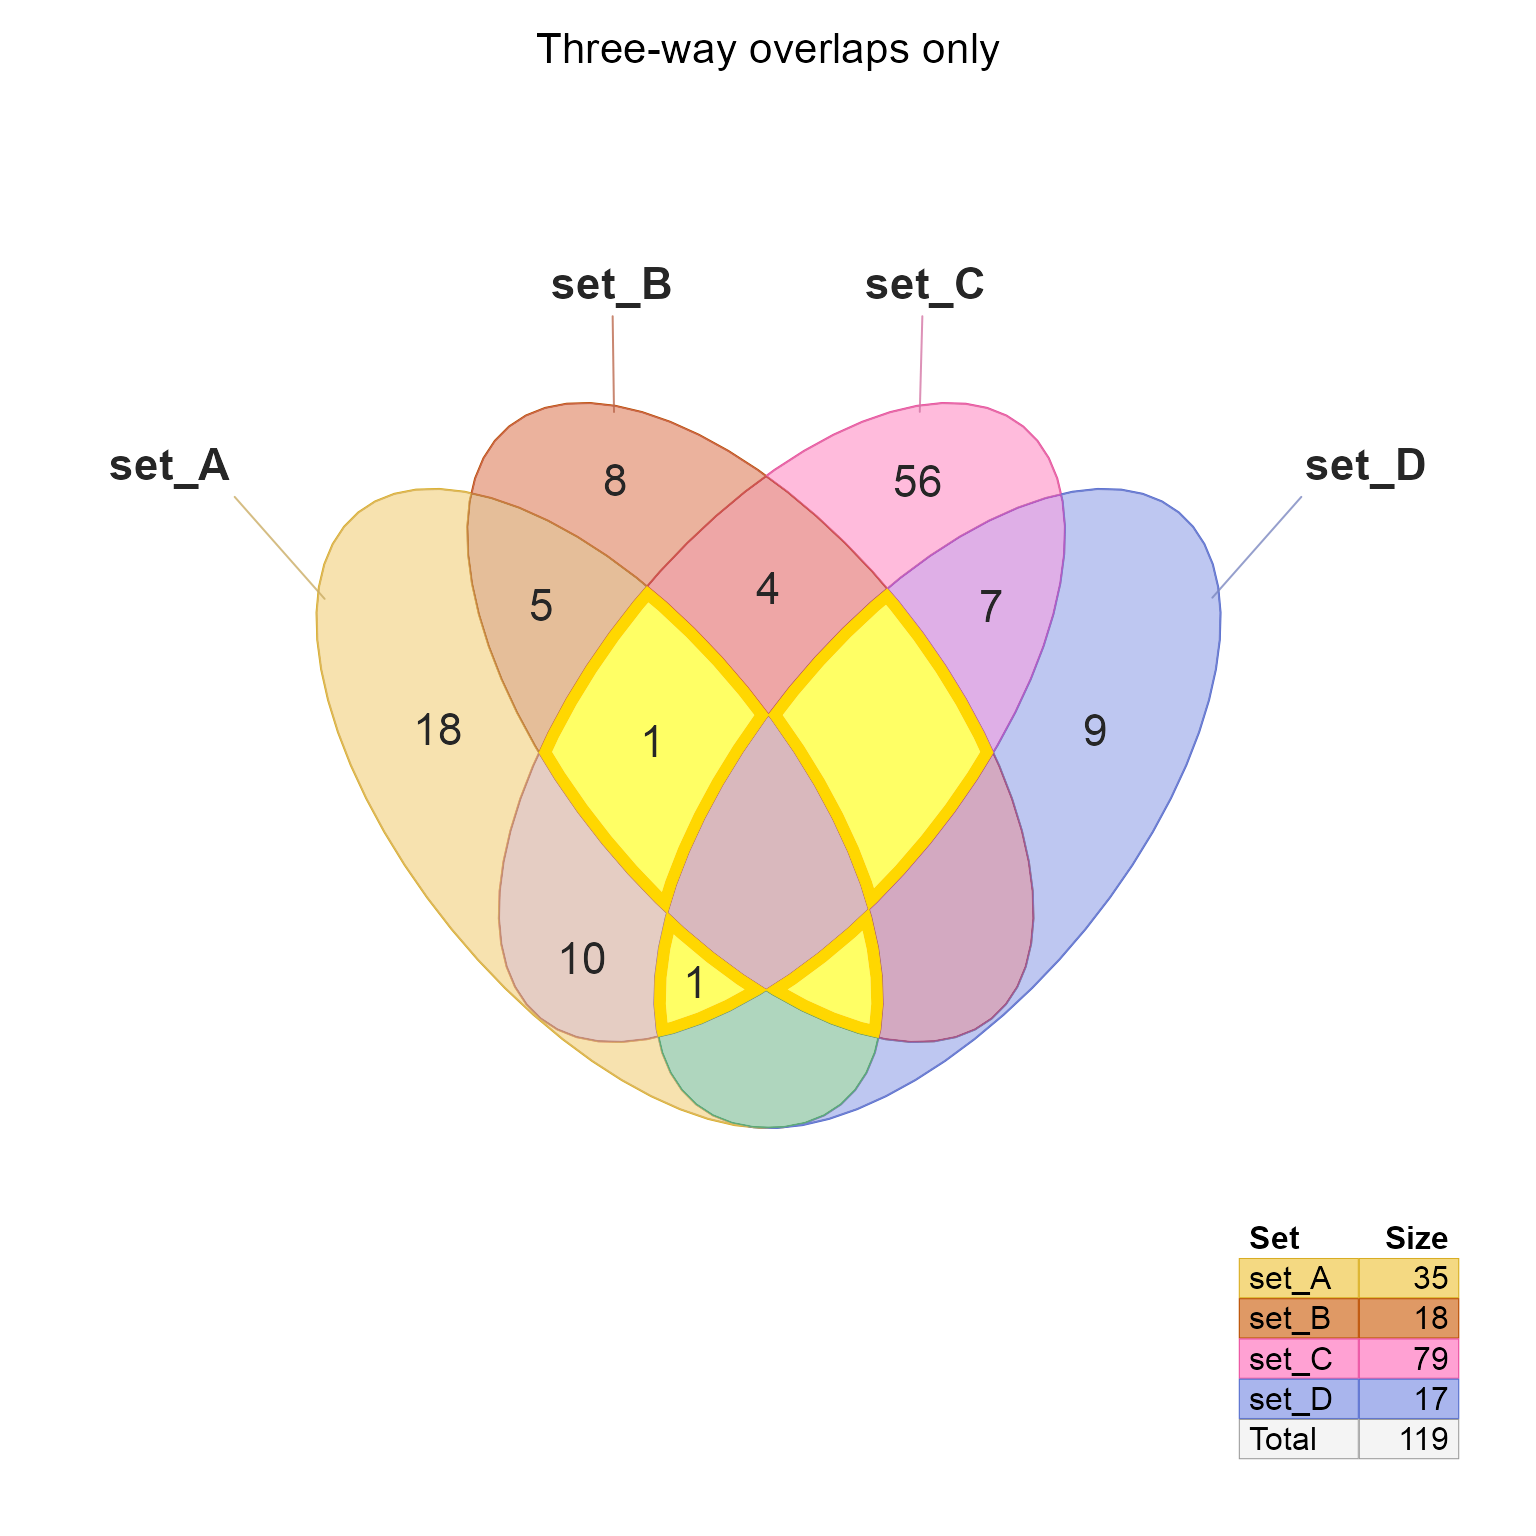 Three-way overlaps only
set_B
set_C
set_A
set_D
8
56
4
5
7
18
1
9
10
1
Set Size
set_A 35
set_B 18
set_C 79
set_D 17
Total 119